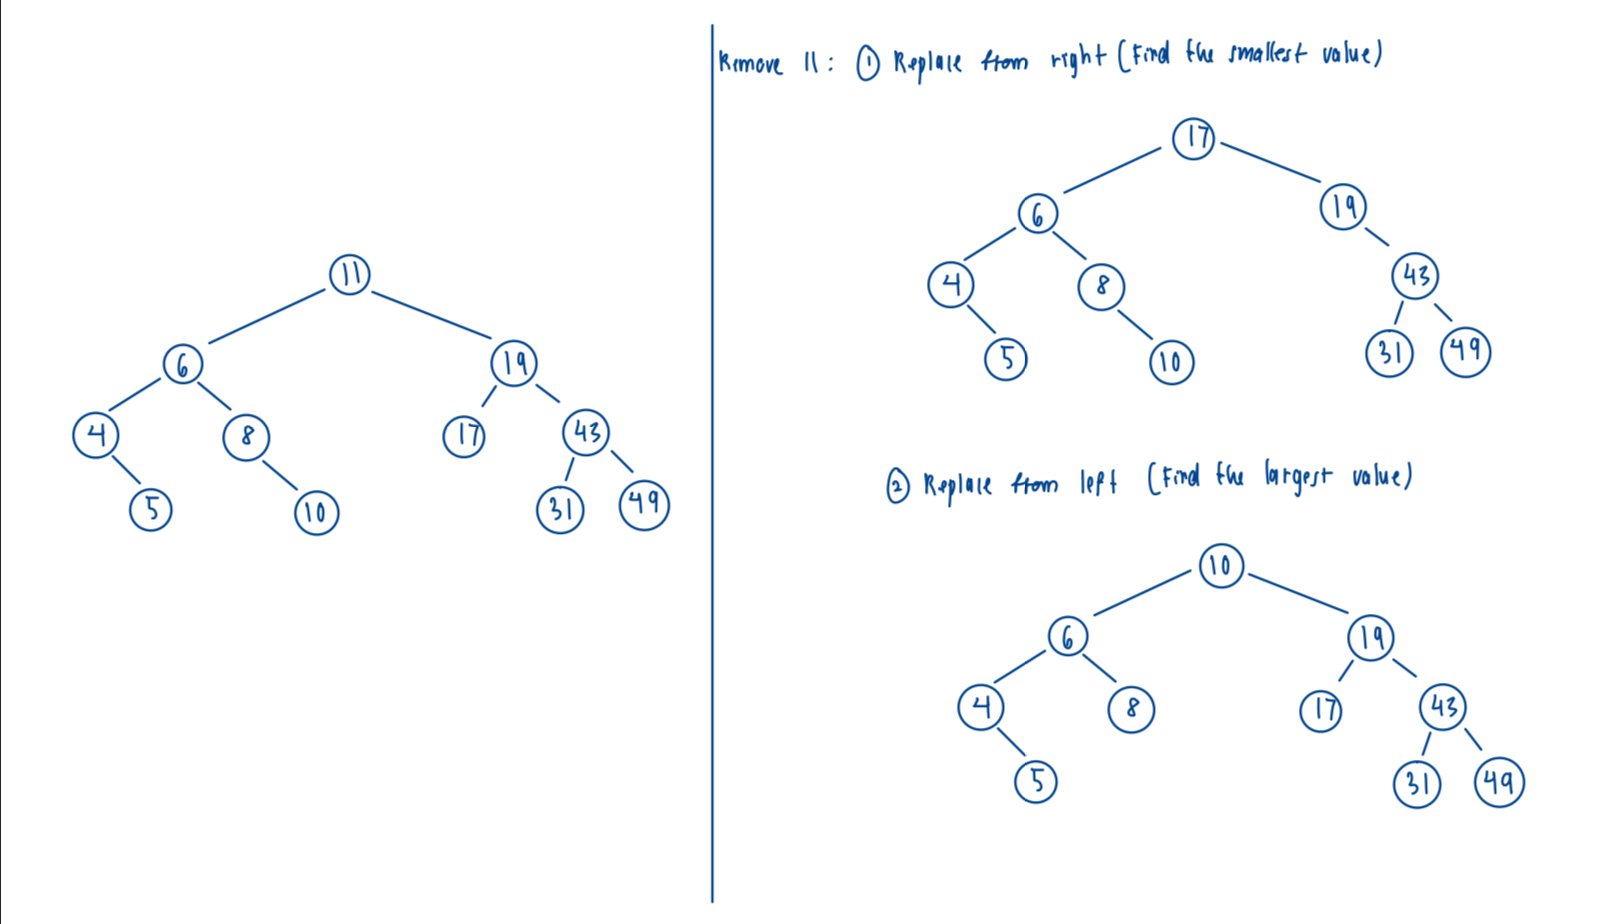 Remove 11: ① Replace from right (Find the smallest value)
17
6 19
4 8 43
5 10 31 49
11
6 19
4 8 17 43
5 10 31 49
② Replace from left (Find the largest value)
10
6 19
4 8 17 43
5 31 49